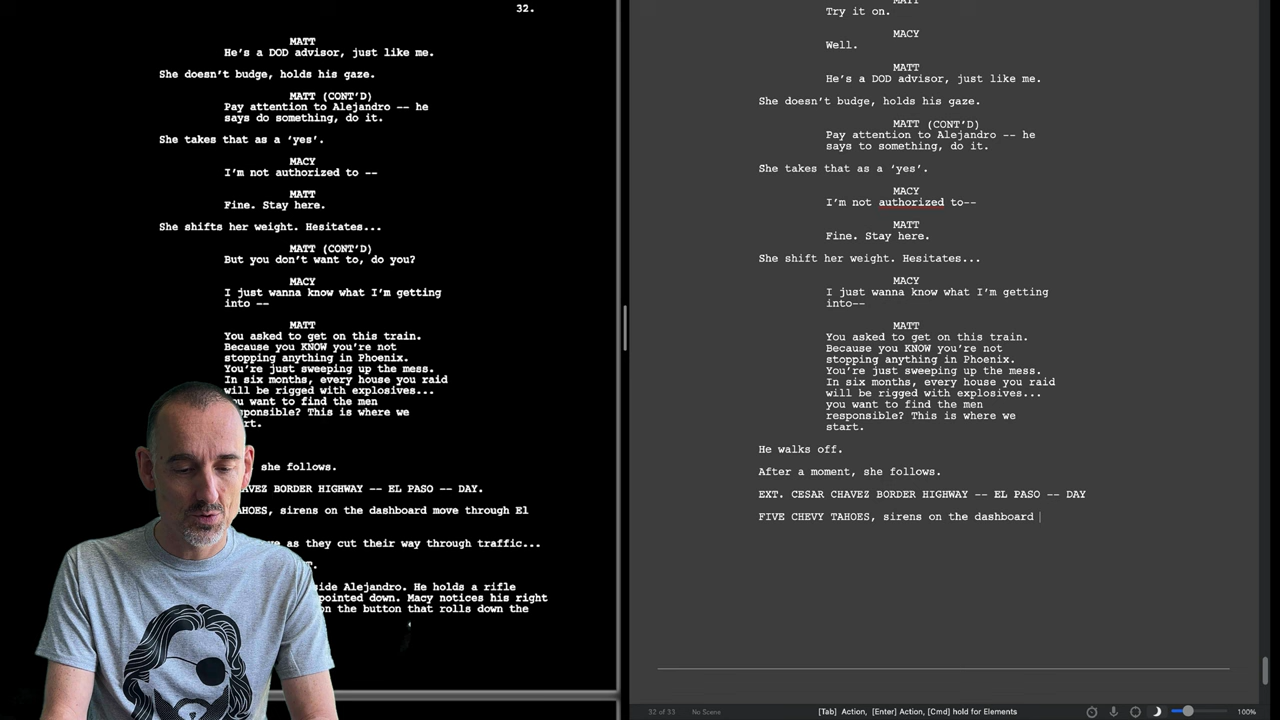 32.
MATT
He's a DOD advisor, just like me.
She doesn't budge, holds his gaze.
MATT (CONT'D)
Pay attention to Alejandro -- he
says do something, do it.
She takes that as a 'yes'.
MACY
I'm not authorized to --
MATT
Fine. Stay here.
She shifts her weight. Hesitates...
MATT (CONT'D)
But you don't want to, do you?
MACY
I just wanna know what I'm getting
into --
MATT
You asked to get on this train.
Because you KNOW you're not
stopping anything in Phoenix.
You're just sweeping up the mess.
In six months, every house you raid
will be rigged with explosives...
you want to find the men
responsible? This is where we
she follows.
CHAVEZ BORDER HIGHWAY -- EL PASO -- DAY.
TAHOES, sirens on the dashboard move through El
as they cut their way through traffic...
Alejandro. He holds a rifle
pointed down. Macy notices his right
on the button that rolls down the
MATT
Try it on.
MACY
Well.
MATT
He's a DOD advisor, just like me.
She doesn't budge, holds his gaze.
MATT (CONT'D)
Pay attention to Alejandro -- he
says to something, do it.
She takes that as a 'yes'.
MACY
I'm not authorized to--
MATT
Fine. Stay here.
She shift her weight. Hesitates...
MACY
I just wanna know what I'm getting
into--
MATT
You asked to get on this train.
Because you KNOW you're not
stopping anything in Phoenix.
You're just sweeping up the mess.
In six months, every house you raid
will be rigged with explosives...
you want to find the men
responsible? This is where we
start.
He walks off.
After a moment, she follows.
EXT. CESAR CHAVEZ BORDER HIGHWAY -- EL PASO -- DAY
FIVE CHEVY TAHOES, sirens on the dashboard
32 of 33 No Scene [Tab] Action, [Enter] Action, [Cmd] hold for Elements 100%